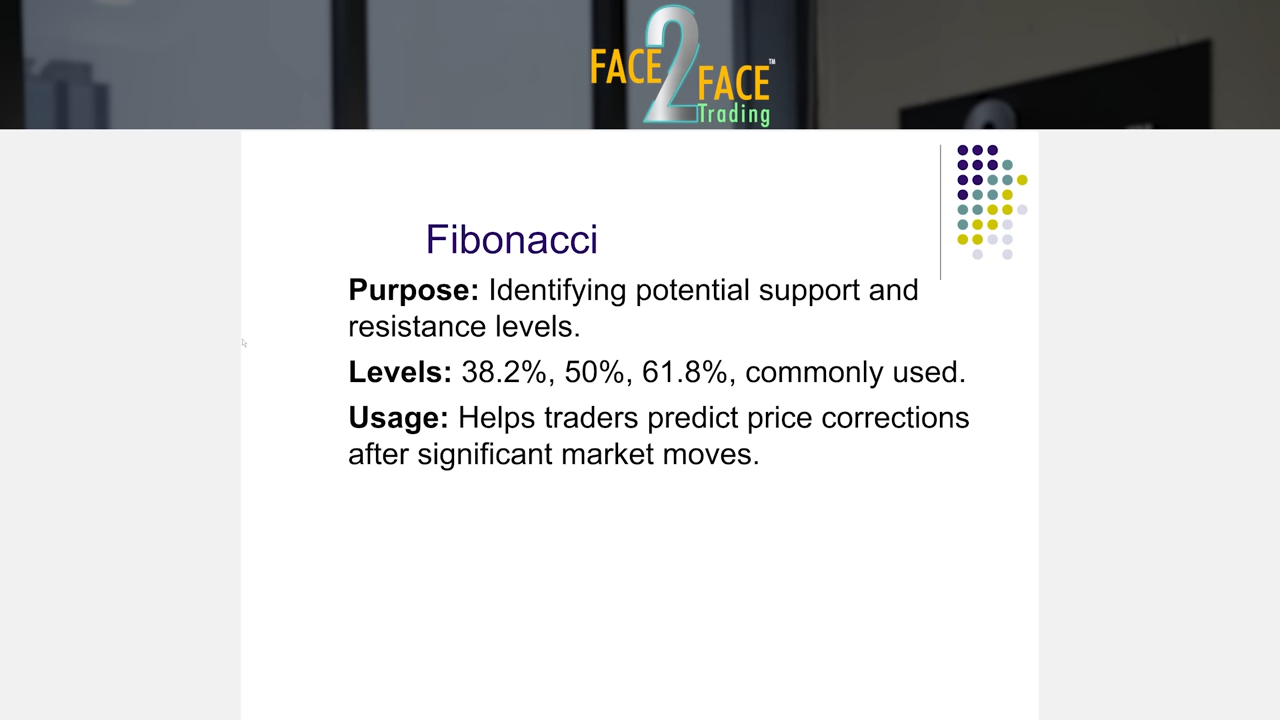 FACE 2 FACE™
Trading
Fibonacci
Purpose: Identifying potential support and
resistance levels.
Levels: 38.2%, 50%, 61.8%, commonly used.
Usage: Helps traders predict price corrections
after significant market moves.